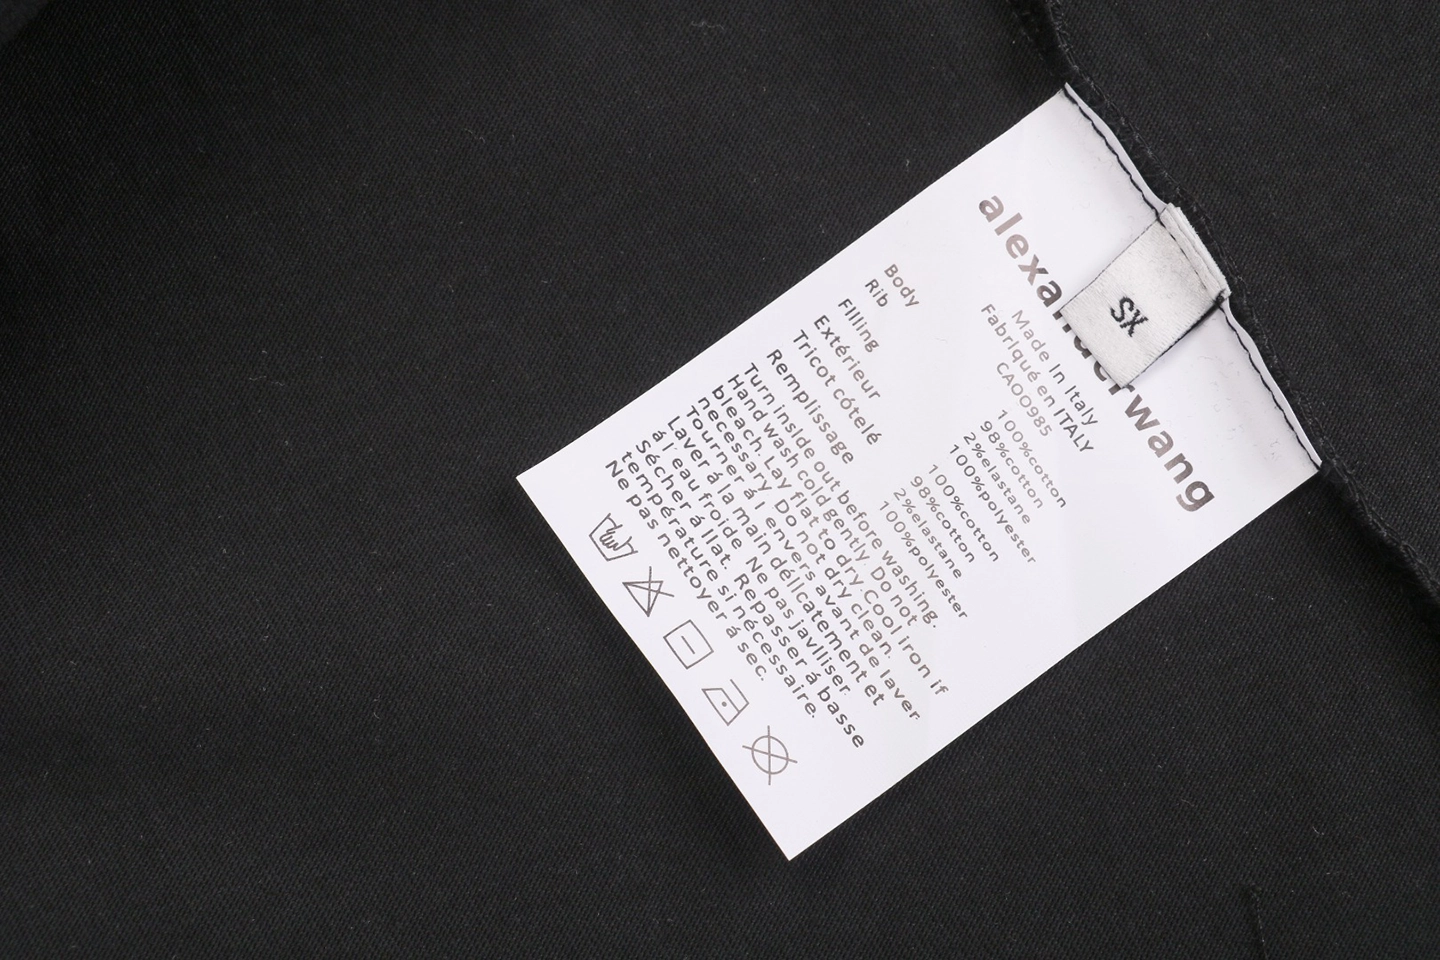 alexanderwang
SX
Made In Italy
Fabriqué en ITALY
CAO0985
Body 100%cotton
Rib 98%cotton
2%elastane
FIlling 100%polyester
Extérieur 100%cotton
Tricot cótelé 98%cotton
2%elastane
Remplissage 100%polyester
Turn inside out before washing.
Hand wash cold gently. Do not
bleach. Lay flat to dry.Cool iron If
necessary. Do not dry clean.
Tourner á l envers avant de laver
Laver á la main délicatement et
á l'eau froide. Ne pas javlliser.
Sécher á llat. Repasser á basse
température si nécessaire.
Ne pas nettoyer á sec.